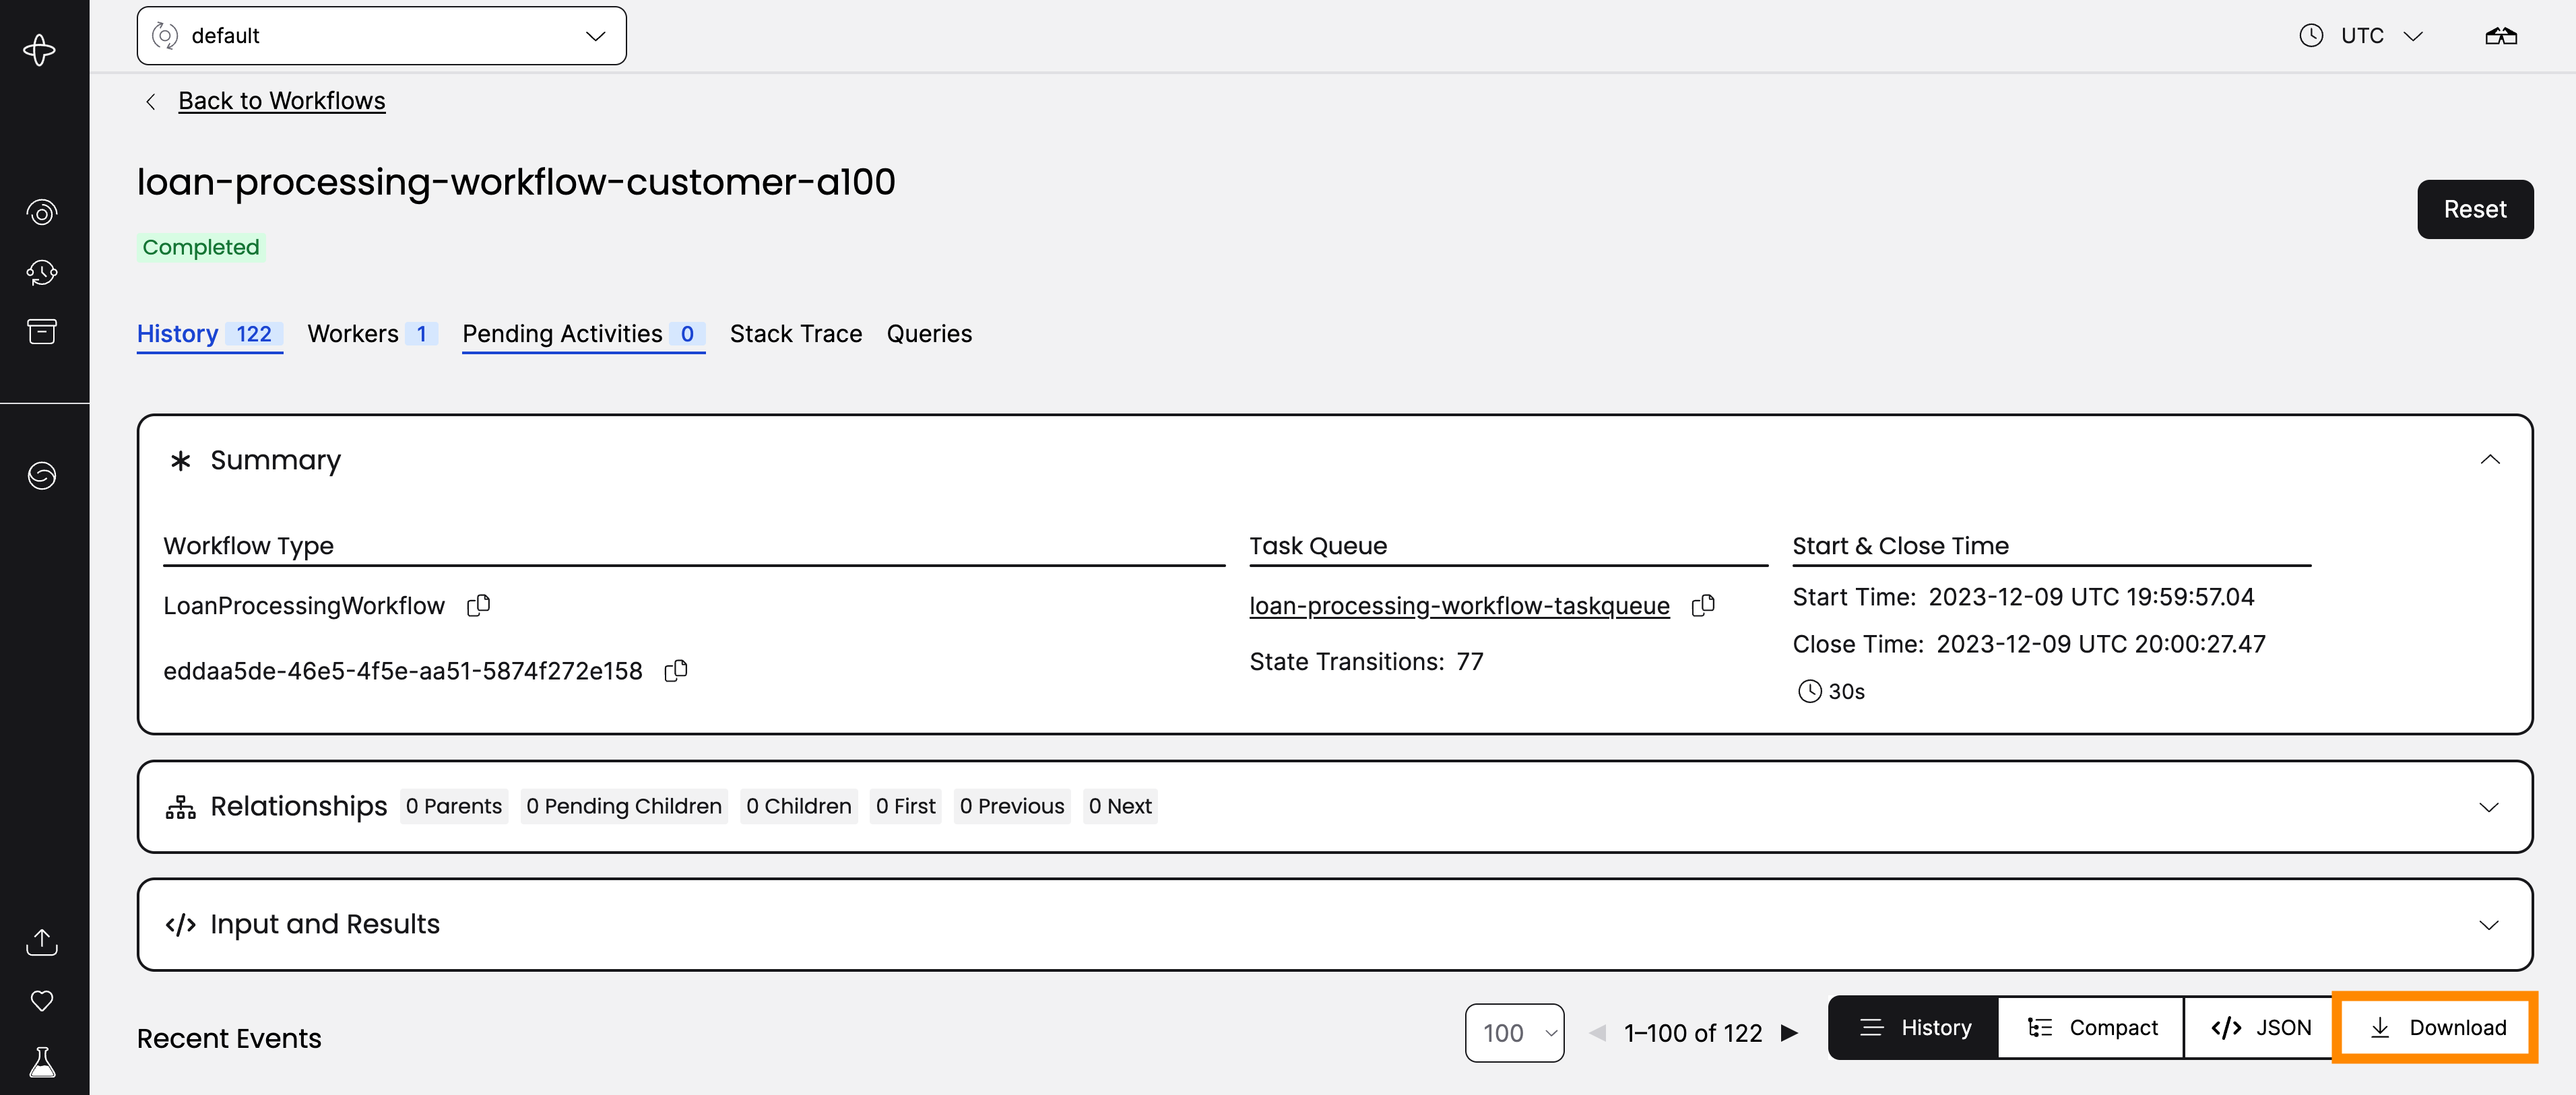 default
UTC
Back to Workflows
loan-processing-workflow-customer-a100
Reset
Completed
History 122 Workers 1 Pending Activities 0 Stack Trace Queries
Summary
Workflow Type
LoanProcessingWorkflow
eddaa5de-46e5-4f5e-aa51-5874f272e158
Task Queue
loan-processing-workflow-taskqueue
State Transitions: 77
Start & Close Time
Start Time: 2023-12-09 UTC 19:59:57.04
Close Time: 2023-12-09 UTC 20:00:27.47
30s
Relationships 0 Parents 0 Pending Children 0 Children 0 First 0 Previous 0 Next
</> Input and Results
Recent Events
100 1–100 of 122 History Compact </> JSON Download